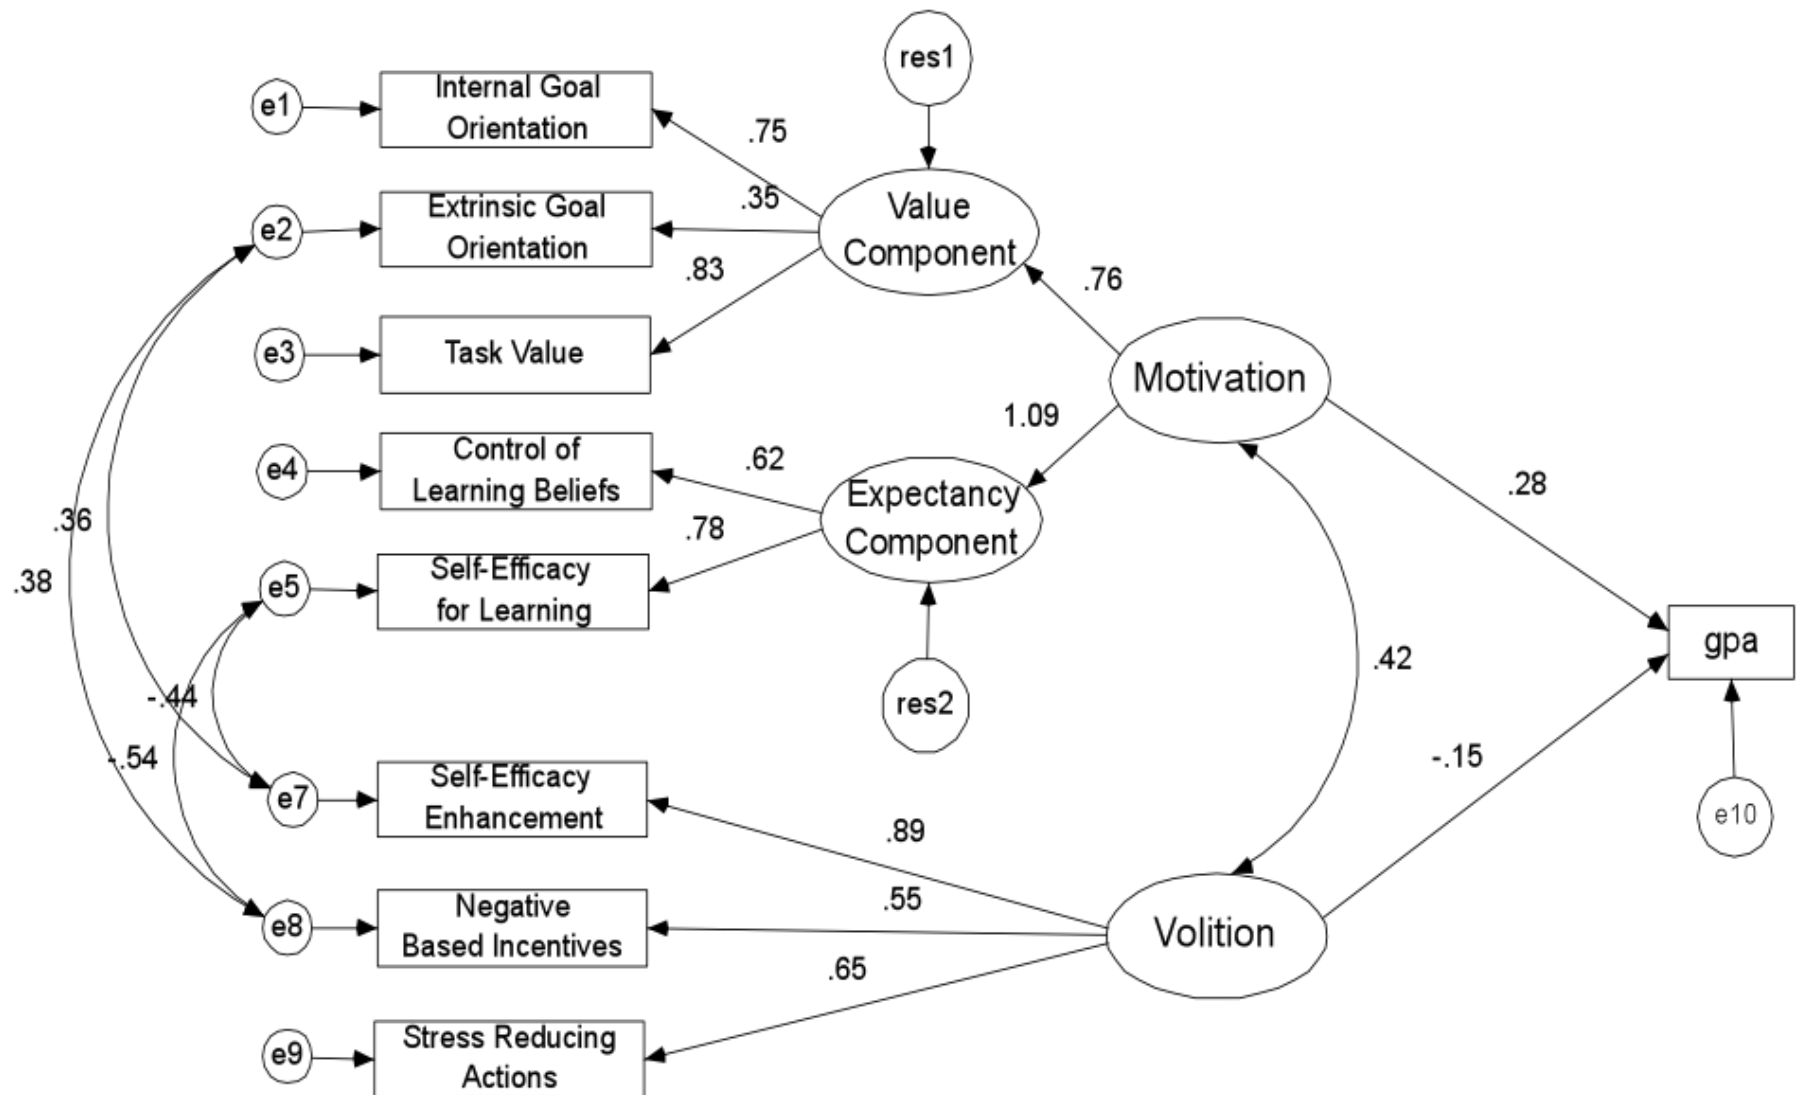 res1
e1
Internal Goal
Orientation
.75
e2
Extrinsic Goal
Orientation
.35
Value
Component
.83
.76
e3
Task Value
Motivation
1.09
e4
Control of
Learning Beliefs
.62
Expectancy
Component
.28
.36
.78
.38
e5
Self-Efficacy
for Learning
gpa
.42
-.44
res2
-.54
-.15
e7
Self-Efficacy
Enhancement
.89
e10
e8
Negative
Based Incentives
.55
Volition
.65
e9
Stress Reducing
Actions